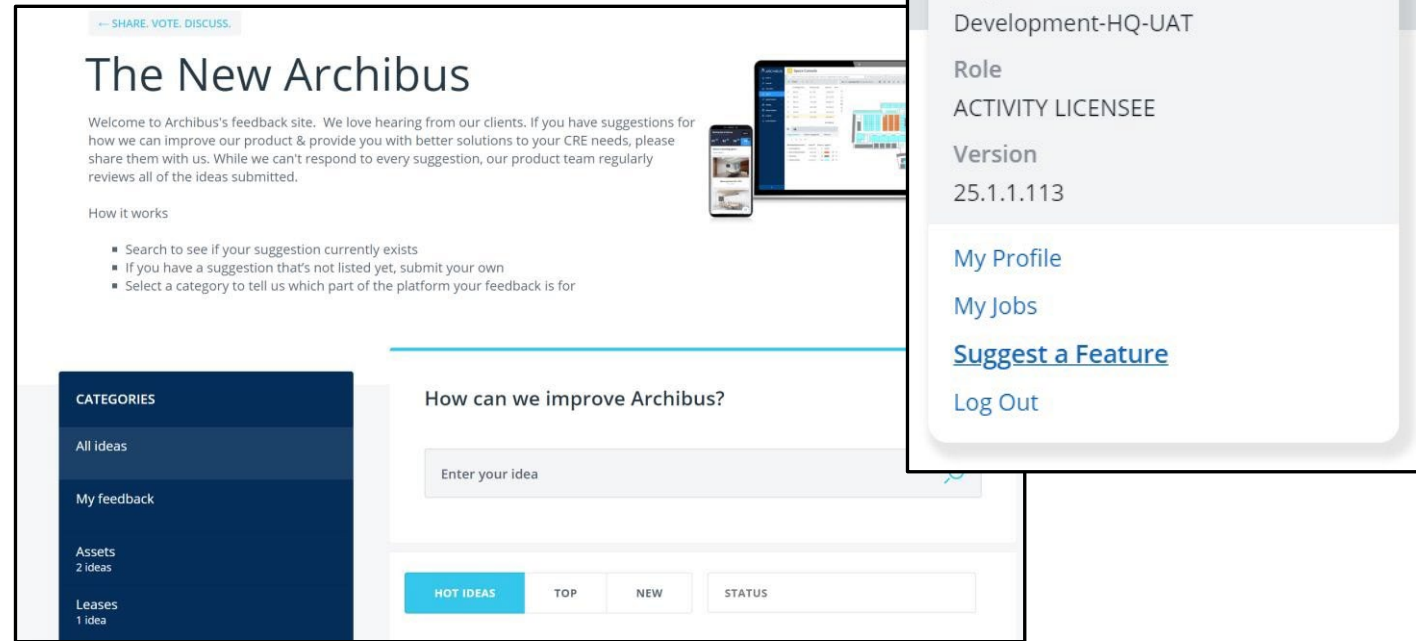 ← SHARE. VOTE. DISCUSS.
The New Archibus
Welcome to Archibus's feedback site. We love hearing from our clients. If you have suggestions for
how we can improve our product & provide you with better solutions to your CRE needs, please
share them with us. While we can't respond to every suggestion, our product team regularly
reviews all of the ideas submitted.
How it works
▪ Search to see if your suggestion currently exists
▪ If you have a suggestion that's not listed yet, submit your own
▪ Select a category to tell us which part of the platform your feedback is for
CATEGORIES
All ideas
My feedback
Assets
2 ideas
Leases
1 idea
How can we improve Archibus?
Enter your idea
HOT IDEAS
TOP
NEW
STATUS
Development-HQ-UAT
Role
ACTIVITY LICENSEE
Version
25.1.1.113
My Profile
My Jobs
Suggest a Feature
Log Out